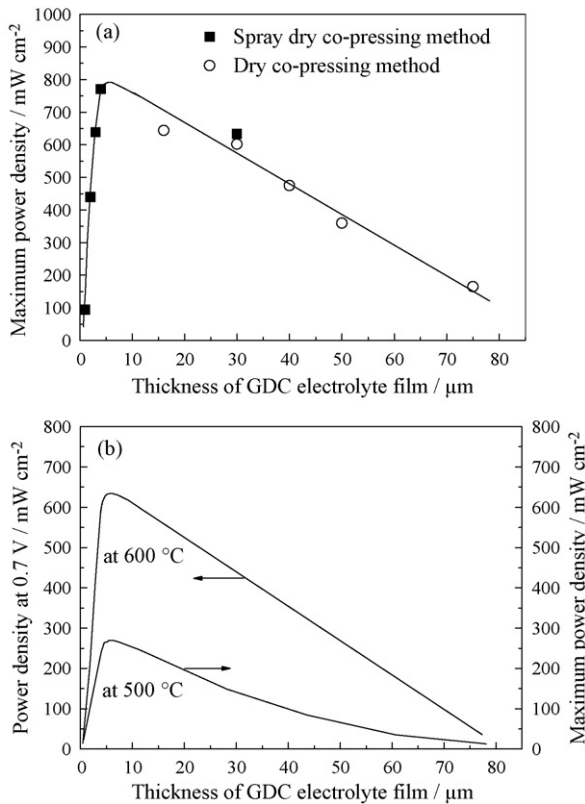 (a)
■ Spray dry co-pressing method
○ Dry co-pressing method
Maximum power density / mW cm⁻²
1000
900
800
700
600
500
400
300
200
100
0
0 10 20 30 40 50 60 70 80
Thickness of GDC electrolyte film / μm
(b)
Power density at 0.7 V / mW cm⁻²
800
700
600
500
400
300
200
100
0
at 600 °C
at 500 °C
800
700
600
500
400
300
200
100
0
Maximum power density / mW cm⁻²
0 10 20 30 40 50 60 70 80
Thickness of GDC electrolyte film / μm